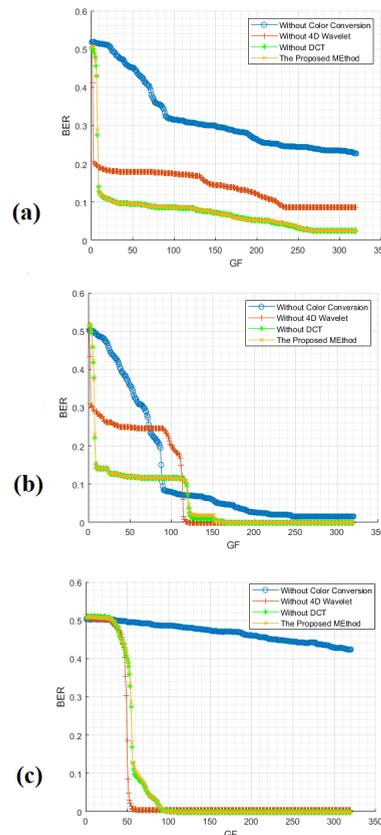 (a)
BER
0.6
0.5
0.4
0.3
0.2
0.1
0
0 50 100 150 200 250 300 350
GF
Without Color Conversion
Without 4D Wavelet
Without DCT
The Proposed MEthod
(b)
BER
0.6
0.5
0.4
0.3
0.2
0.1
0
0 50 100 150 200 250 300 350
GF
Without Color Conversion
Without 4D Wavelet
Without DCT
The Proposed MEthod
(c)
BER
0.6
0.5
0.4
0.3
0.2
0.1
0
0 50 100 150 200 250 300 350
GF
Without Color Conversion
Without 4D Wavelet
Without DCT
The Proposed MEthod